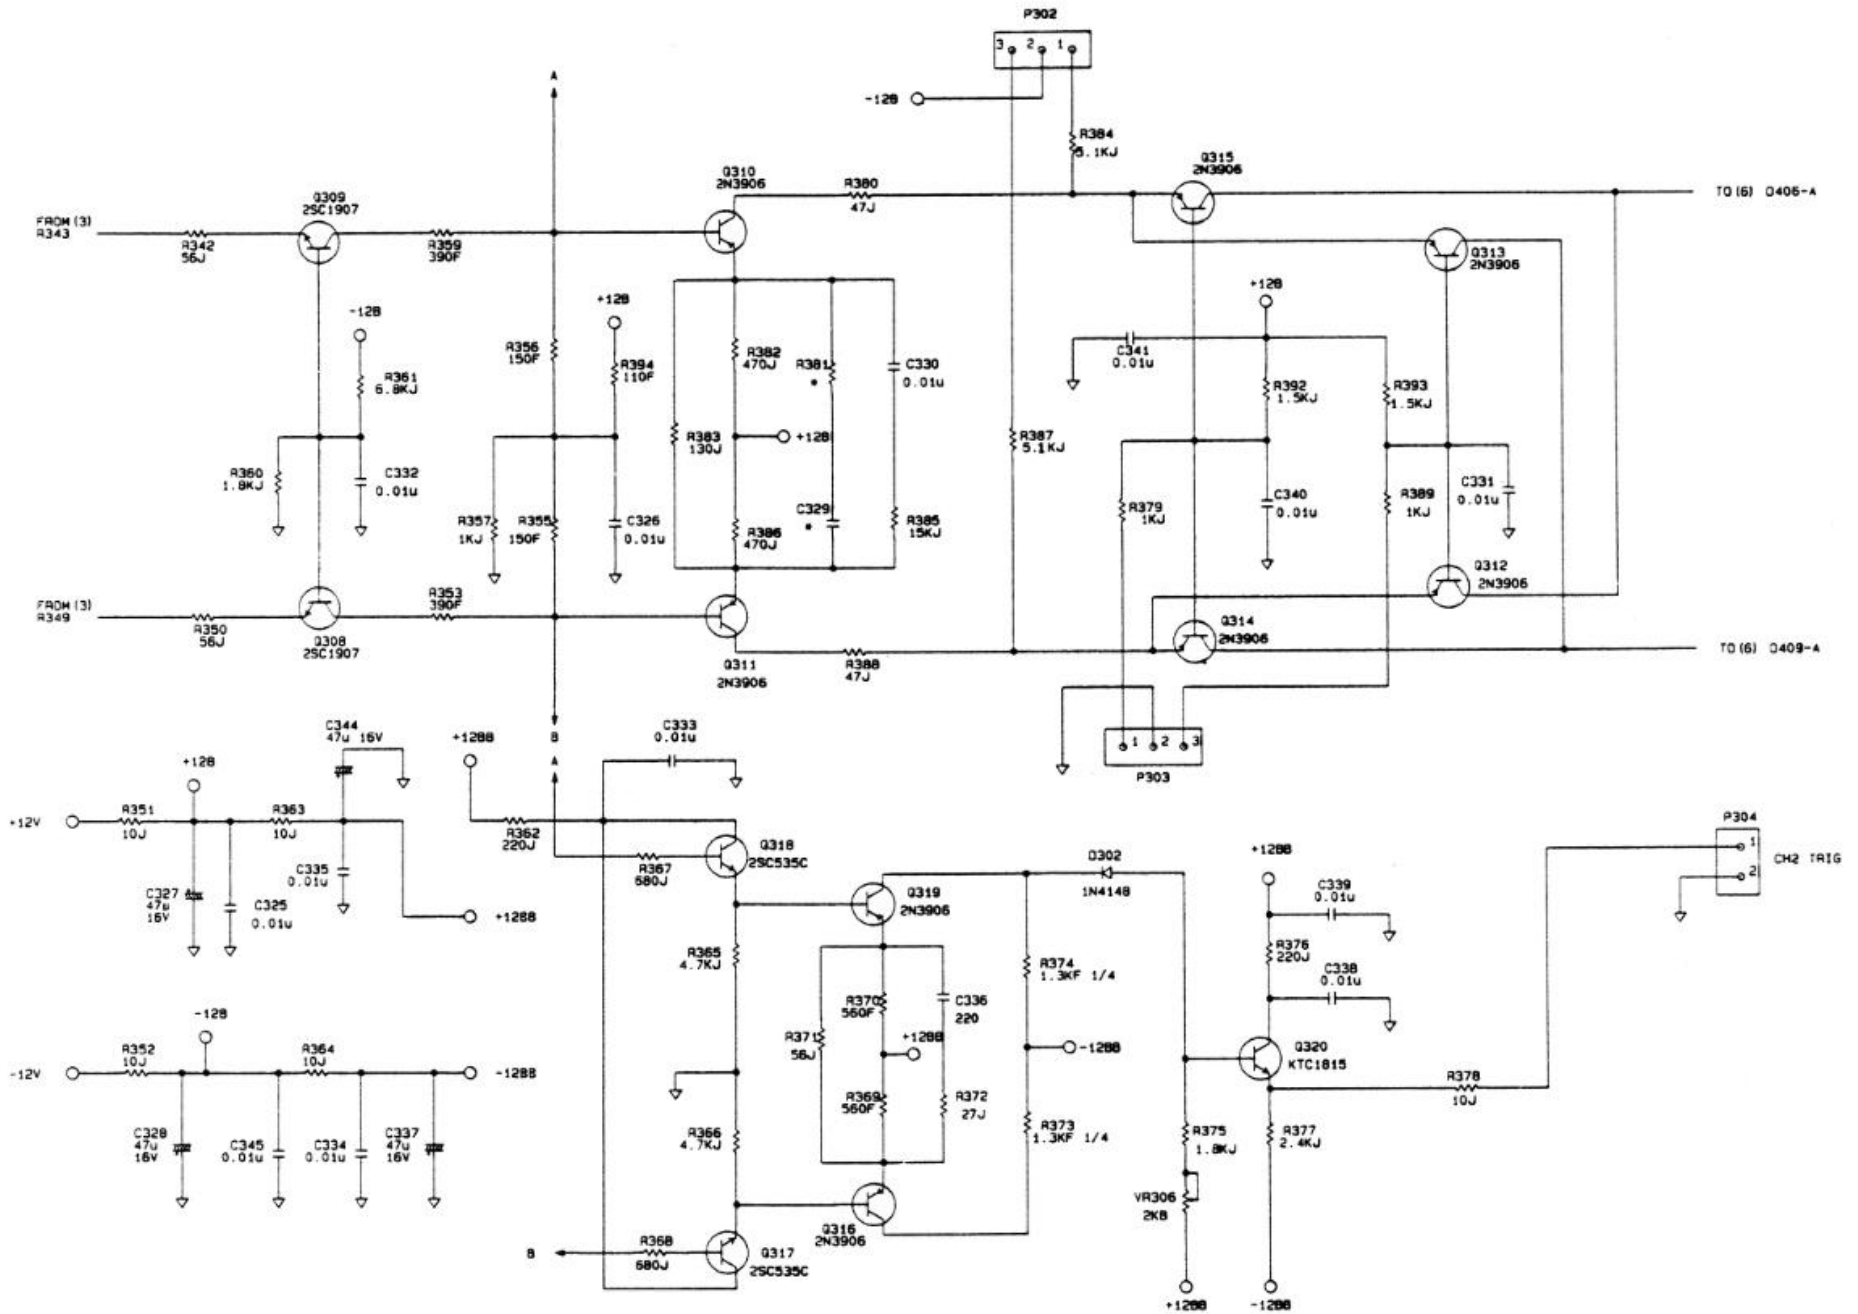 P302
3 2 1
A
-12B
R384
5.1KJ
Q315
2N3906
Q310
2N3906
R380
47J
TO(6) Q406-A
Q309
2SC1907
FROM(3)
R343
R342
56J
R359
390F
Q313
2N3906
-12B
+12B
+12B
R361
6.8KJ
R356
150F
R394
110F
R382
470J
R381
*
C330
0.01u
C341
0.01u
R392
1.5KJ
R393
1.5KJ
R383
130J
+12B
R387
5.1KJ
R360
1.8KJ
C332
0.01u
R357
1KJ
R355
150F
C326
0.01u
R386
470J
C329
*
R385
15KJ
R379
1KJ
C340
0.01u
R389
1KJ
C331
0.01u
Q312
2N3906
FROM(3)
R349
R350
56J
Q308
2SC1907
R353
390F
Q311
2N3906
R388
47J
Q314
2N3906
TO(6) Q409-A
B
1 2 3
P303
C344
47u 16V
+12BB
A
C333
0.01u
+12B
+12V
R351
10J
R363
10J
R362
220J
Q318
2SC535C
R367
680J
C335
0.01u
C327
47u
16V
C325
0.01u
+12BB
Q319
2N3906
D302
1N4148
+12BB
C339
0.01u
P304
1
2
CH2 TRIG
R365
4.7KJ
R374
1.3KF 1/4
R376
220J
C338
0.01u
R370
560F
C336
220
R371
56J
+12BB
-12BB
Q320
KTC1815
-12B
-12V
R352
10J
R364
10J
-12BB
R378
10J
R369
560F
R372
27J
R373
1.3KF 1/4
R366
4.7KJ
R375
1.8KJ
R377
2.4KJ
C328
47u
16V
C345
0.01u
C334
0.01u
C337
47u
16V
VR306
2KB
Q316
2N3906
B
R368
680J
Q317
2SC535C
+12BB
-12BB